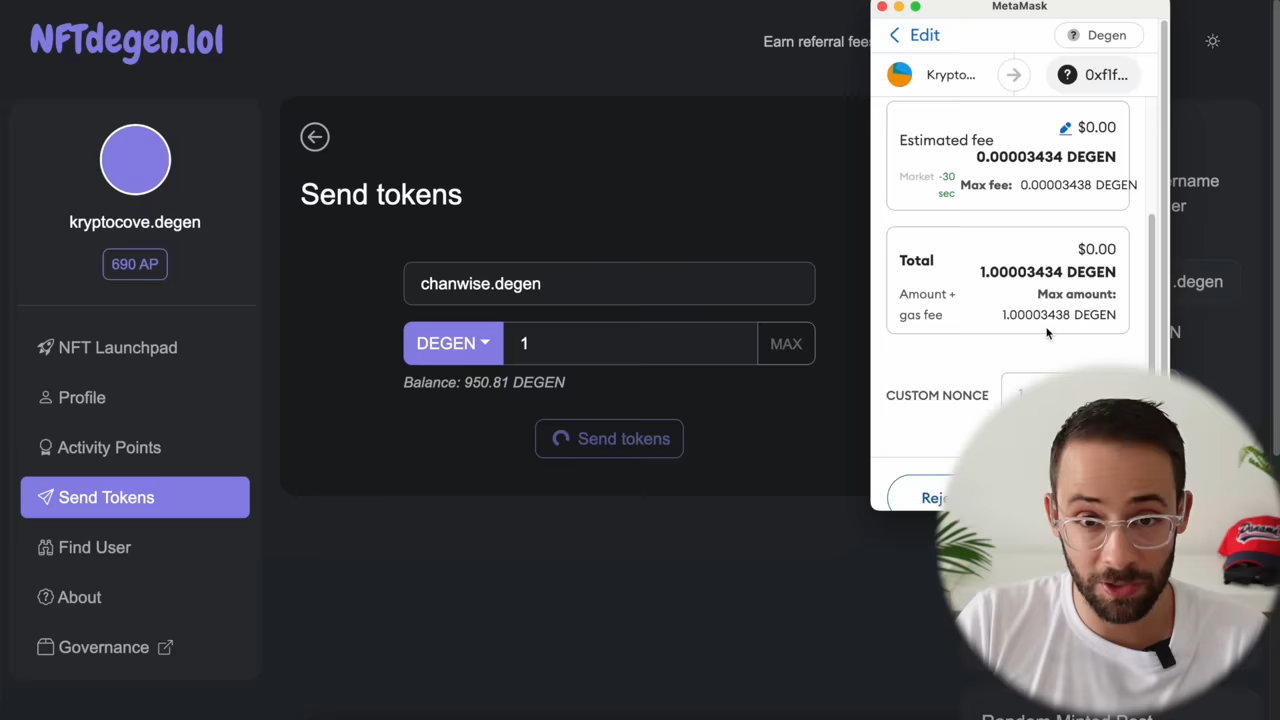 NFTdegen.lol
Earn referral fees
kryptocove.degen
690 AP
NFT Launchpad
Profile
Activity Points
Send Tokens
Find User
About
Governance
Send tokens
chanwise.degen
DEGEN 1 MAX
Balance: 950.81 DEGEN
Send tokens
MetaMask
Edit
Degen
Krypto...
0xf1f...
Estimated fee
$0.00
0.00003434 DEGEN
Market ~30 sec
Max fee: 0.00003438 DEGEN
$0.00
Total
1.00003434 DEGEN
Amount + gas fee
Max amount:
1.00003438 DEGEN
CUSTOM NONCE
Rej
.degen